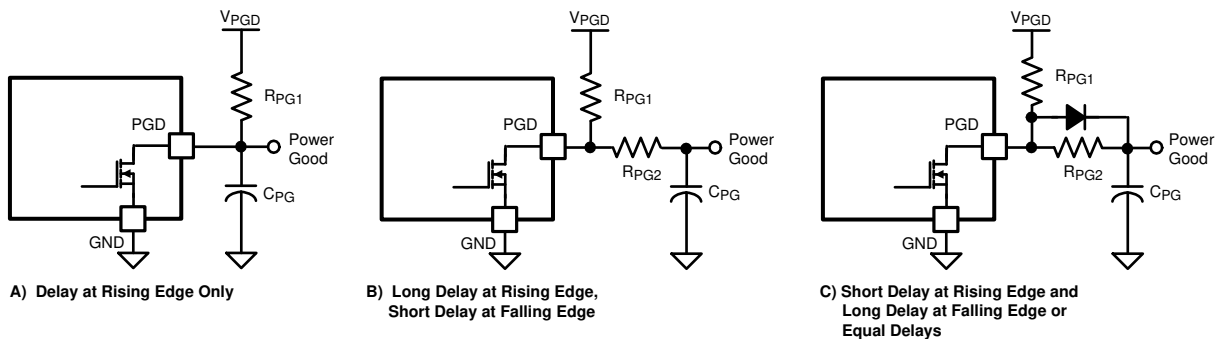 VPGD
RPG1
PGD
Power
Good
CPG
GND
A) Delay at Rising Edge Only
VPGD
RPG1
PGD
Power
Good
RPG2
CPG
GND
B) Long Delay at Rising Edge,
Short Delay at Falling Edge
VPGD
RPG1
PGD
Power
Good
RPG2
CPG
GND
C) Short Delay at Rising Edge and
Long Delay at Falling Edge or
Equal Delays